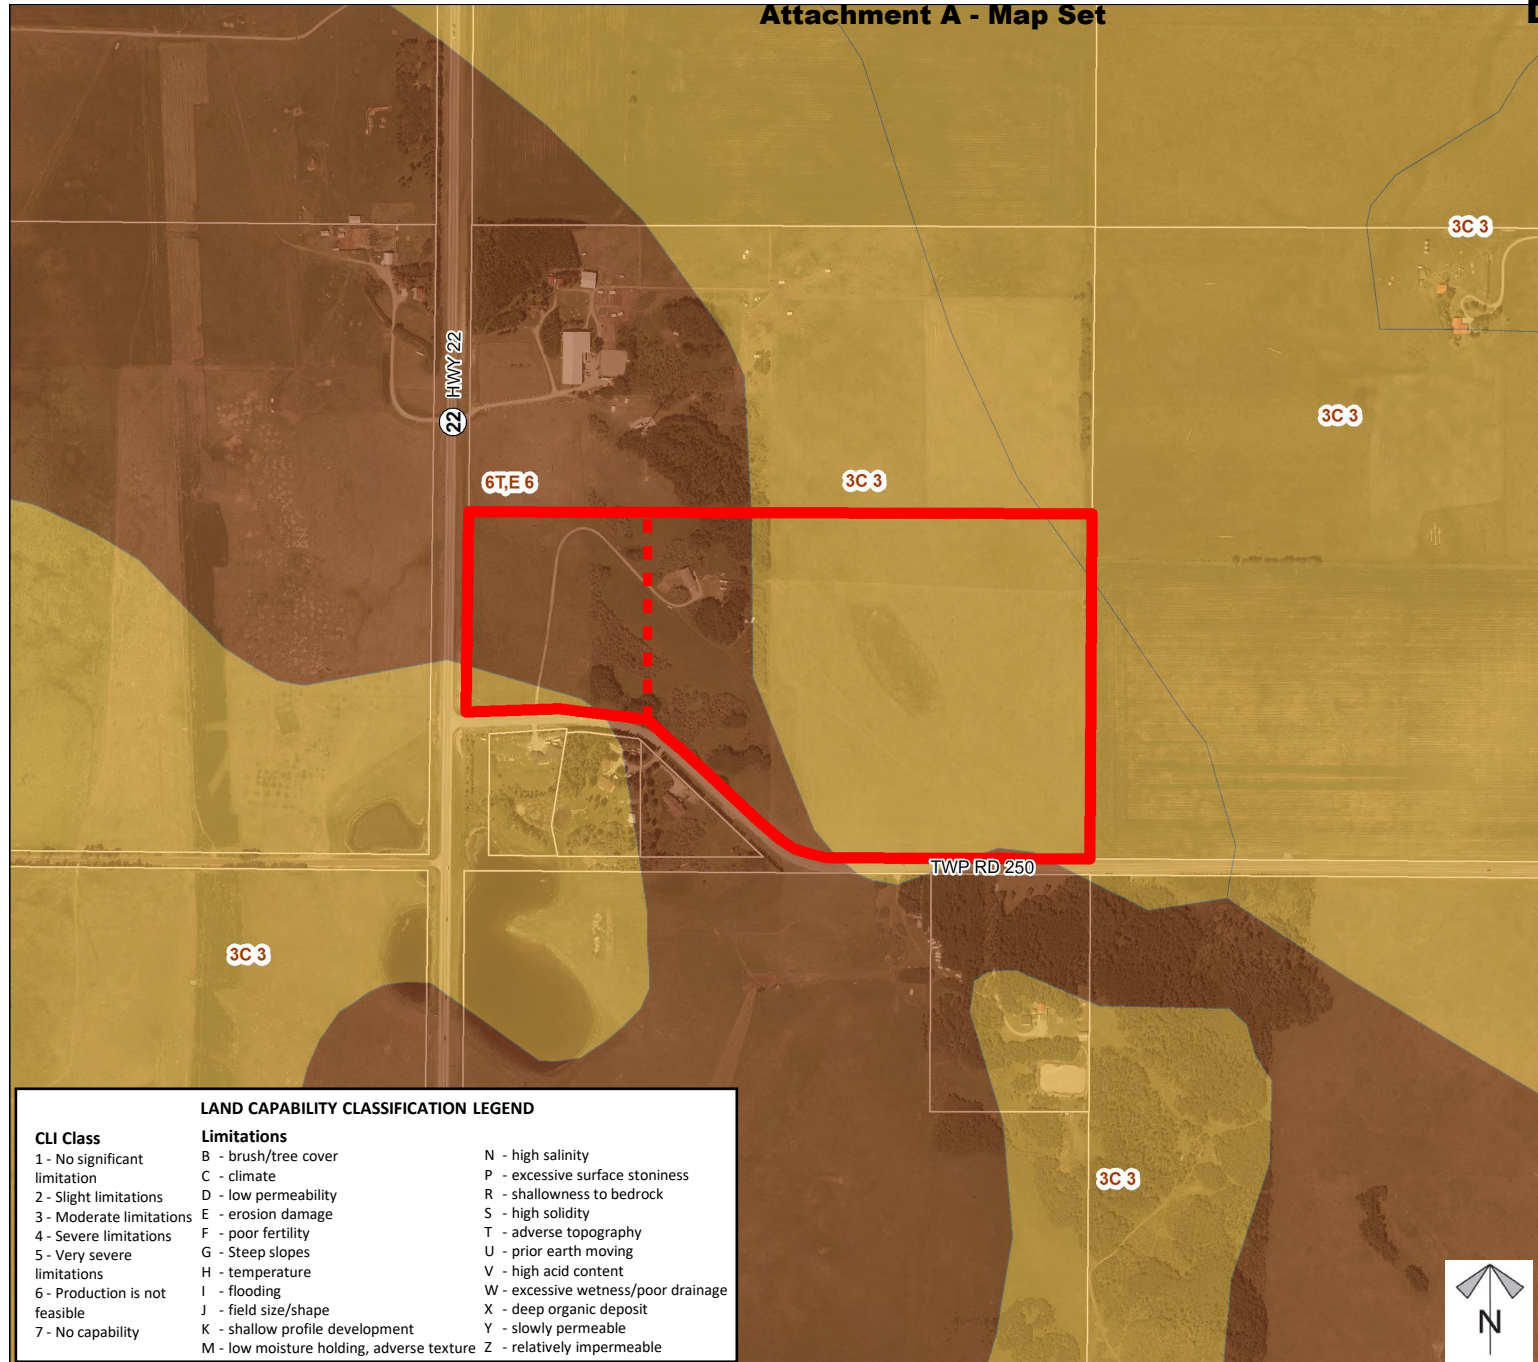 Attachment A - Map Set
3C 3
HWY 22
22
3C 3
6T,E 6
3C 3
TWP RD 250
3C 3
3C 3
LAND CAPABILITY CLASSIFICATION LEGEND
CLI Class
1 - No significant
limitation
2 - Slight limitations
3 - Moderate limitations
4 - Severe limitations
5 - Very severe
limitations
6 - Production is not
feasible
7 - No capability
Limitations
B - brush/tree cover
C - climate
D - low permeability
E - erosion damage
F - poor fertility
G - Steep slopes
H - temperature
I - flooding
J - field size/shape
K - shallow profile development
M - low moisture holding, adverse texture
N - high salinity
P - excessive surface stoniness
R - shallowness to bedrock
S - high solidity
T - adverse topography
U - prior earth moving
V - high acid content
W - excessive wetness/poor drainage
X - deep organic deposit
Y - slowly permeable
Z - relatively impermeable
N